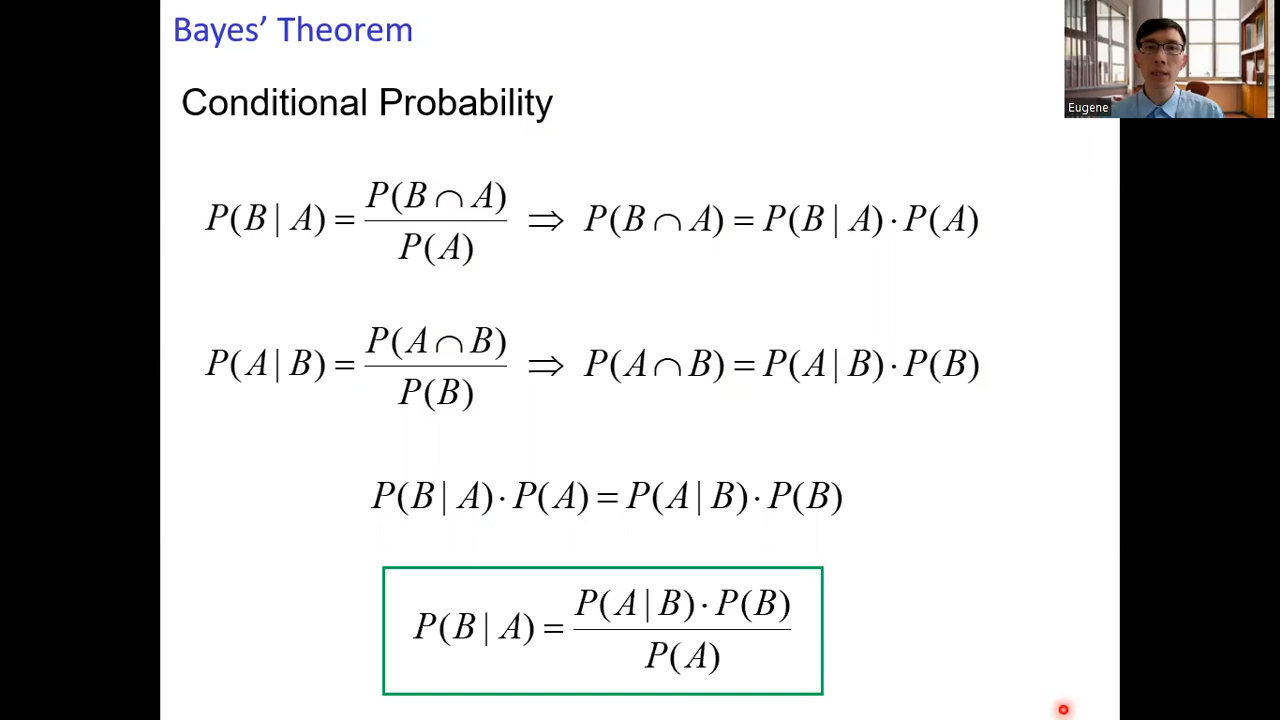 Bayes’ Theorem
Eugene
Conditional Probability
P(B | A) = P(B ∩ A) / P(A) ⇒ P(B ∩ A) = P(B | A) · P(A)
P(A | B) = P(A ∩ B) / P(B) ⇒ P(A ∩ B) = P(A | B) · P(B)
P(B | A) · P(A) = P(A | B) · P(B)
P(B | A) = P(A | B) · P(B) / P(A)